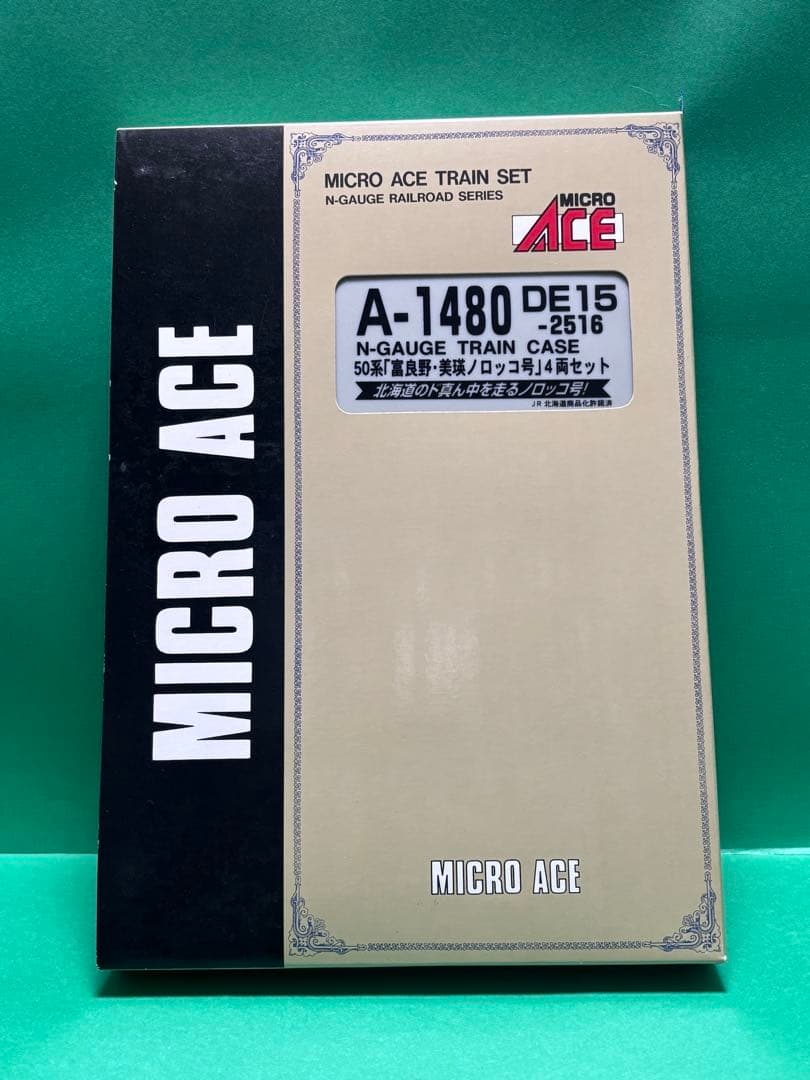 MICRO ACE
MICRO ACE TRAIN SET
N-GAUGE RAILROAD SERIES
MICRO
ACE
A-1480 DE15
-2516
N-GAUGE TRAIN CASE
50系「富良野・美瑛ノロッコ号」4両セット
北海道のド真ん中を走るノロッコ号!
JR北海道商品化許諾済
MICRO ACE